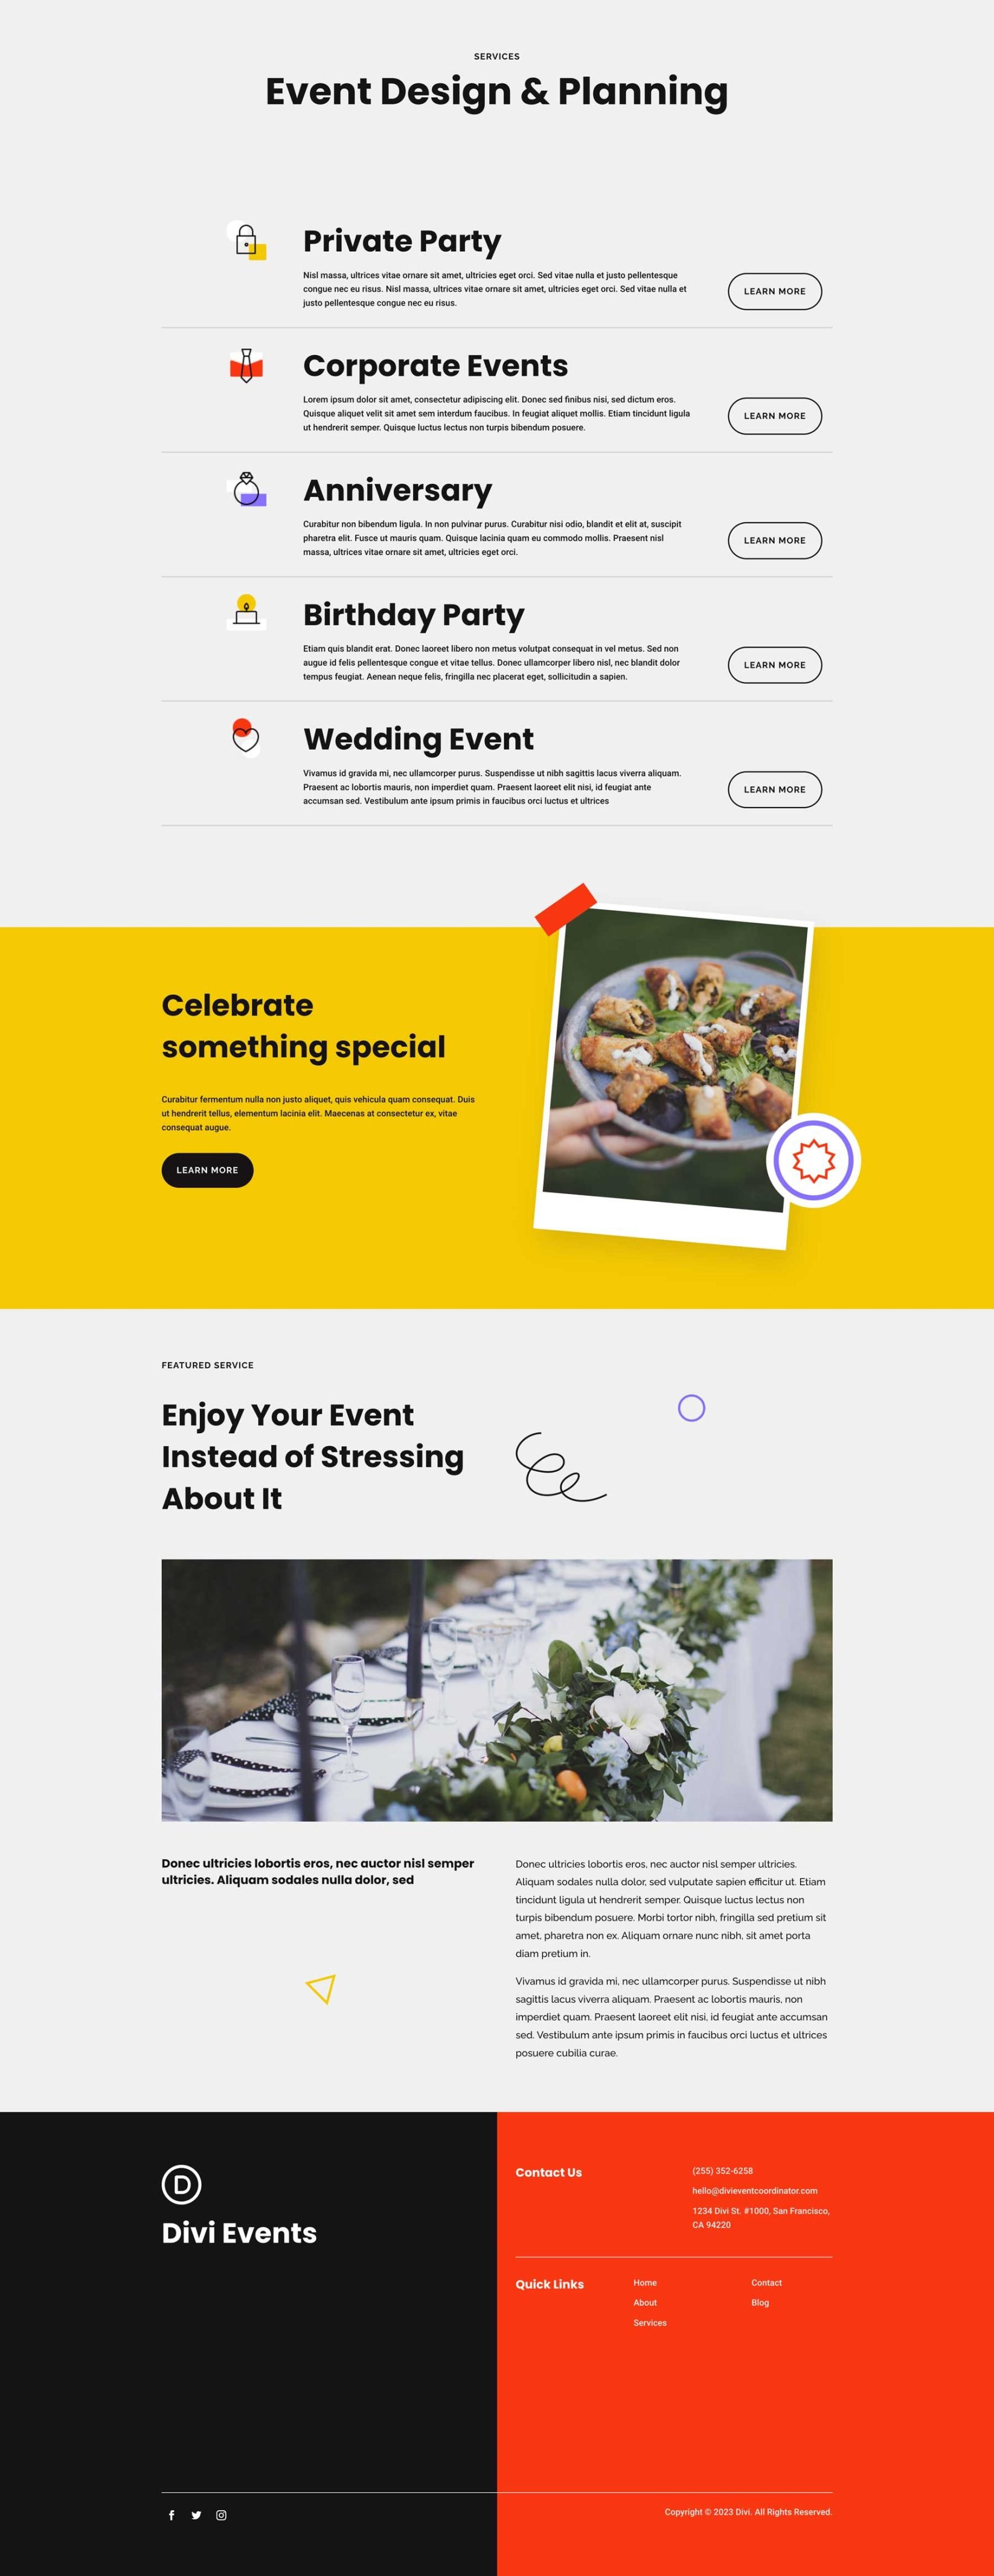 SERVICES
Event Design & Planning
Private Party
Nisl massa, ultrices vitae ornare sit amet, ultricies eget orci. Sed vitae nulla et justo pellentesque
congue nec eu risus. Nisl massa, ultrices vitae ornare sit amet, ultricies eget orci. Sed vitae nulla et
justo pellentesque congue nec eu risus.
LEARN MORE
Corporate Events
Lorem ipsum dolor sit amet, consectetur adipiscing elit. Donec sed finibus nisi, sed dictum eros.
Quisque aliquet velit sit amet sem interdum faucibus. In feugiat aliquet mollis. Etiam tincidunt ligula
ut hendrerit semper. Quisque luctus lectus non turpis bibendum posuere.
LEARN MORE
Anniversary
Curabitur non bibendum ligula. In non pulvinar purus. Curabitur nisi odio, blandit et elit at, suscipit
pharetra elit. Fusce ut mauris quam. Quisque lacinia quam eu commodo mollis. Praesent nisl
massa, ultrices vitae ornare sit amet, ultricies eget orci.
LEARN MORE
Birthday Party
Etiam quis blandit erat. Donec laoreet libero non metus volutpat consequat in vel metus. Sed non
augue id felis pellentesque congue et vitae tellus. Donec ullamcorper libero nisl, nec blandit dolor
tempus feugiat. Aenean neque felis, fringilla nec placerat eget, sollicitudin a sapien.
LEARN MORE
Wedding Event
Vivamus id gravida mi, nec ullamcorper purus. Suspendisse ut nibh sagittis lacus viverra aliquam.
Praesent ac lobortis mauris, non imperdiet quam. Praesent laoreet elit nisi, id feugiat ante
accumsan sed. Vestibulum ante ipsum primis in faucibus orci luctus et ultrices
LEARN MORE
Celebrate
something special
Curabitur fermentum nulla non justo aliquet, quis vehicula quam consequat. Duis
ut hendrerit tellus, elementum lacinia elit. Maecenas at consectetur ex, vitae
consequat augue.
LEARN MORE
FEATURED SERVICE
Enjoy Your Event
Instead of Stressing
About It
Donec ultricies lobortis eros, nec auctor nisl semper
ultricies. Aliquam sodales nulla dolor, sed
Donec ultricies lobortis eros, nec auctor nisl semper ultricies.
Aliquam sodales nulla dolor, sed vulputate sapien efficitur ut. Etiam
tincidunt ligula ut hendrerit semper. Quisque luctus lectus non
turpis bibendum posuere. Morbi tortor nibh, fringilla sed pretium sit
amet, pharetra non ex. Aliquam ornare nunc nibh, sit amet porta
diam pretium in.
Vivamus id gravida mi, nec ullamcorper purus. Suspendisse ut nibh
sagittis lacus viverra aliquam. Praesent ac lobortis mauris, non
imperdiet quam. Praesent laoreet elit nisi, id feugiat ante accumsan
sed. Vestibulum ante ipsum primis in faucibus orci luctus et ultrices
posuere cubilia curae.
D
Divi Events
Contact Us
(255) 352-6258
hello@divieventcoordinator.com
1234 Divi St. #1000, San Francisco,
CA 94220
Quick Links
Home
About
Services
Contact
Blog
Copyright © 2023 Divi. All Rights Reserved.